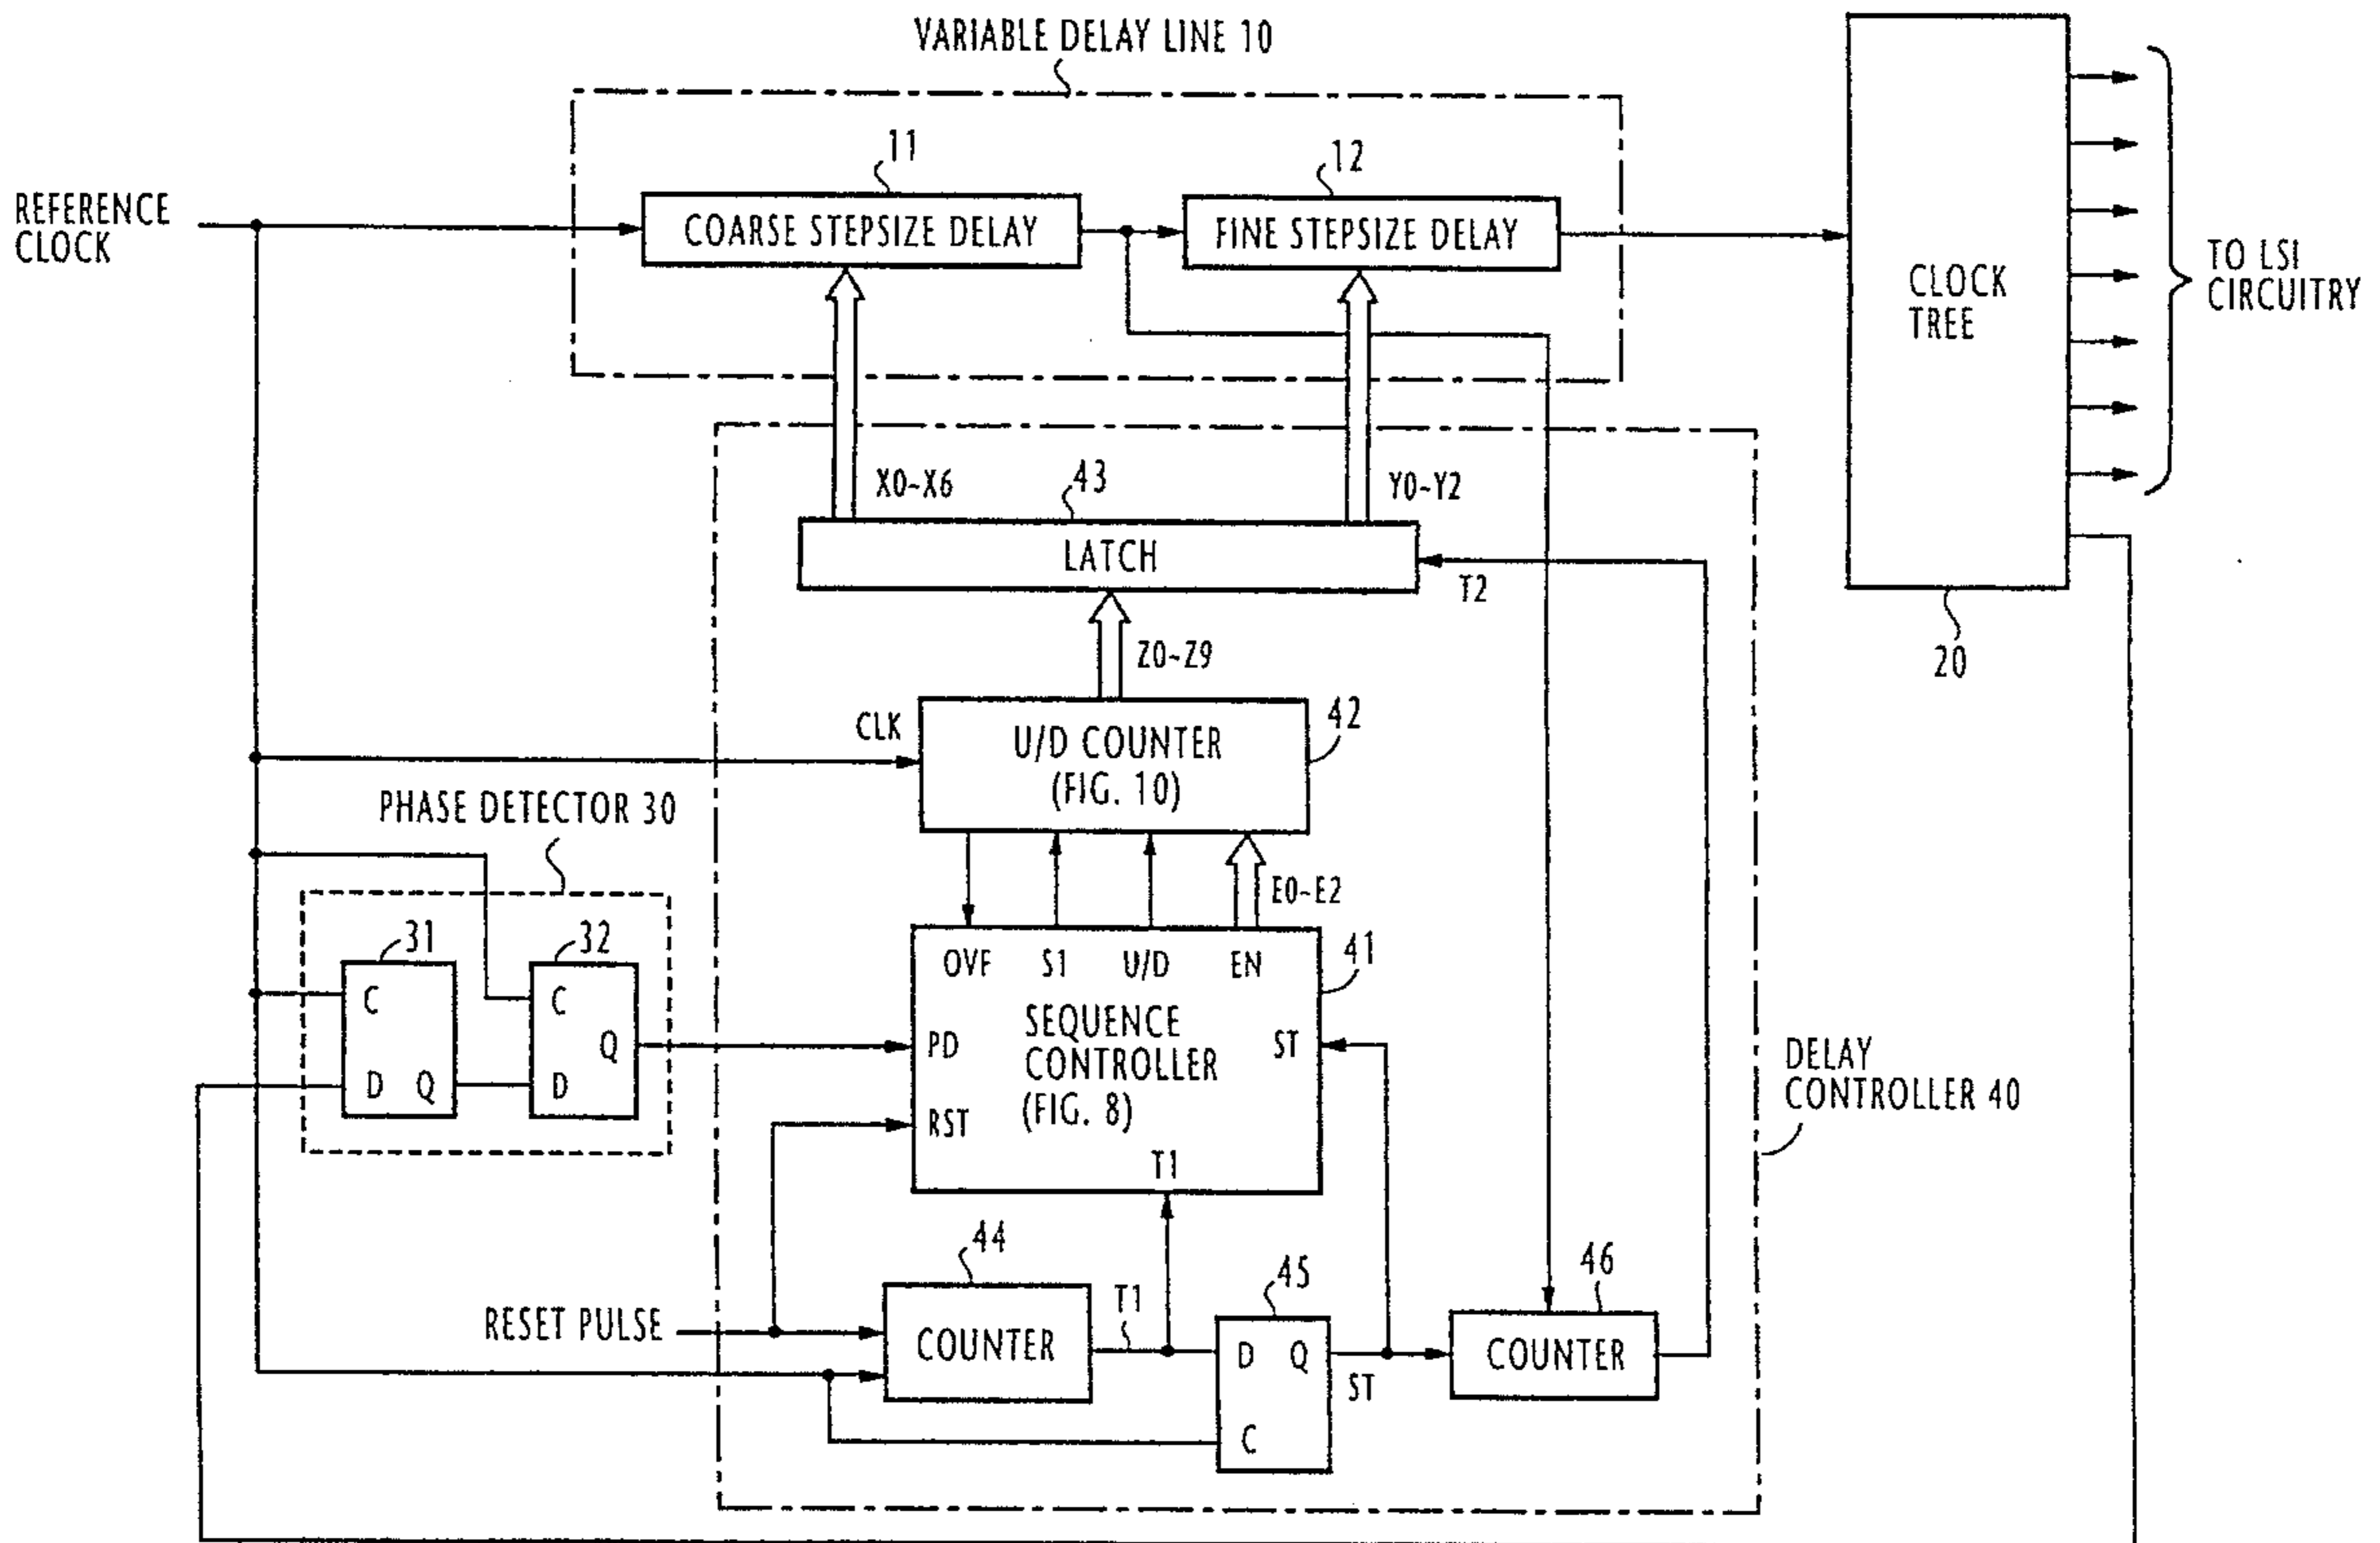 VARIABLE DELAY LINE 10
11
12
REFERENCE
CLOCK
COARSE STEPSIZE DELAY
FINE STEPSIZE DELAY
CLOCK
TREE
TO LSI
CIRCUITRY
X0~X6
43
Y0~Y2
LATCH
T2
20
Z0~Z9
CLK
42
U/D COUNTER
(FIG. 10)
PHASE DETECTOR 30
E0~E2
31
32
41
OVF S1 U/D EN
C
C
Q
D Q
D
SEQUENCE
CONTROLLER
(FIG. 8)
PD
ST
RST
T1
DELAY
CONTROLLER 40
44
45
46
RESET PULSE
T1
COUNTER
D Q
ST
C
COUNTER